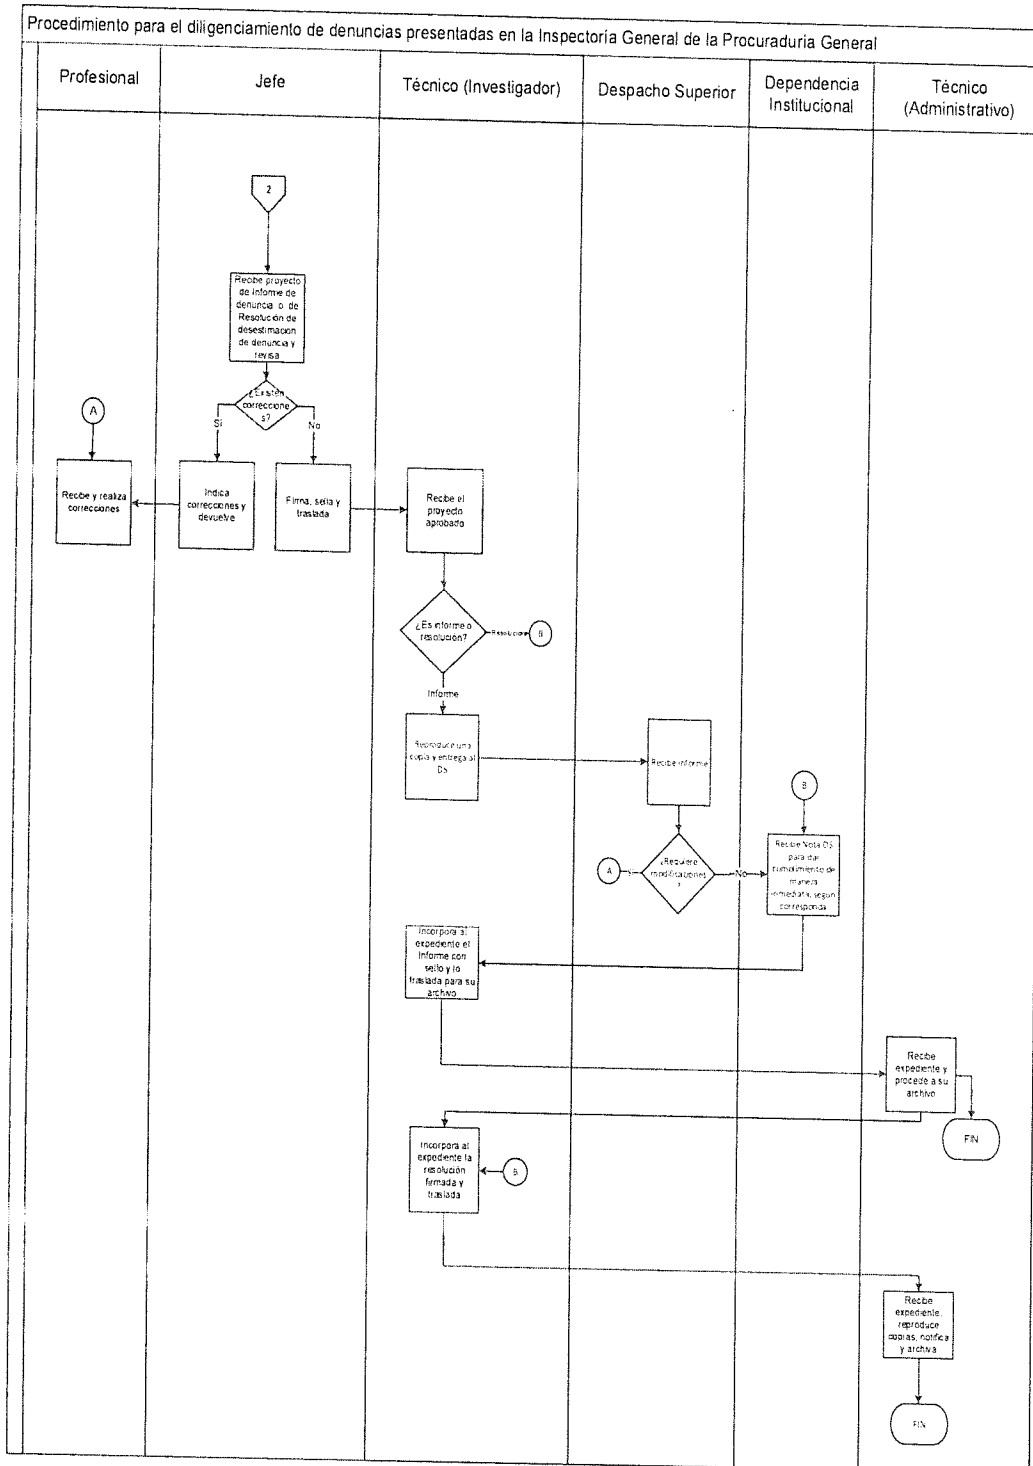 Procedimiento para el diligenciamiento de denuncias presentadas en la Inspectoría General de la Procuraduria General
Profesional
Jefe
Técnico (Investigador)
Despacho Superior
Dependencia
Institucional
Técnico
(Administrativo)
2
Recibe proyecto
de Informe de
denuncia o de
Resolución de
desestimacion
de denuncia y
revisa
¿Existen
correccione
s?
Si
No
A
Recibe y realiza
correcciones
Indica
correcciones y
devuelve
Firma, sella y
traslada
Recibe el
proyecto
aprobado
¿Es informe o
resolución?
Resolución
B
Informe
Reproduce una
copia y entrega al
DS
Recibe informe
B
¿Requiere
modificaciones
?
A
Si
No
Recibe Nota DS
para dar
cumplimiento de
manera
inmediata, según
corresponda
Incorpora al
expediente el
Informe con
sello y lo
traslada para su
archivo
Recibe
expediente y
procede a su
archivo
FIN
Incorpora al
expediente la
resolución
firmada y
traslada
B
Recibe
expediente,
reproduce
copias, notifica
y archiva
FIN